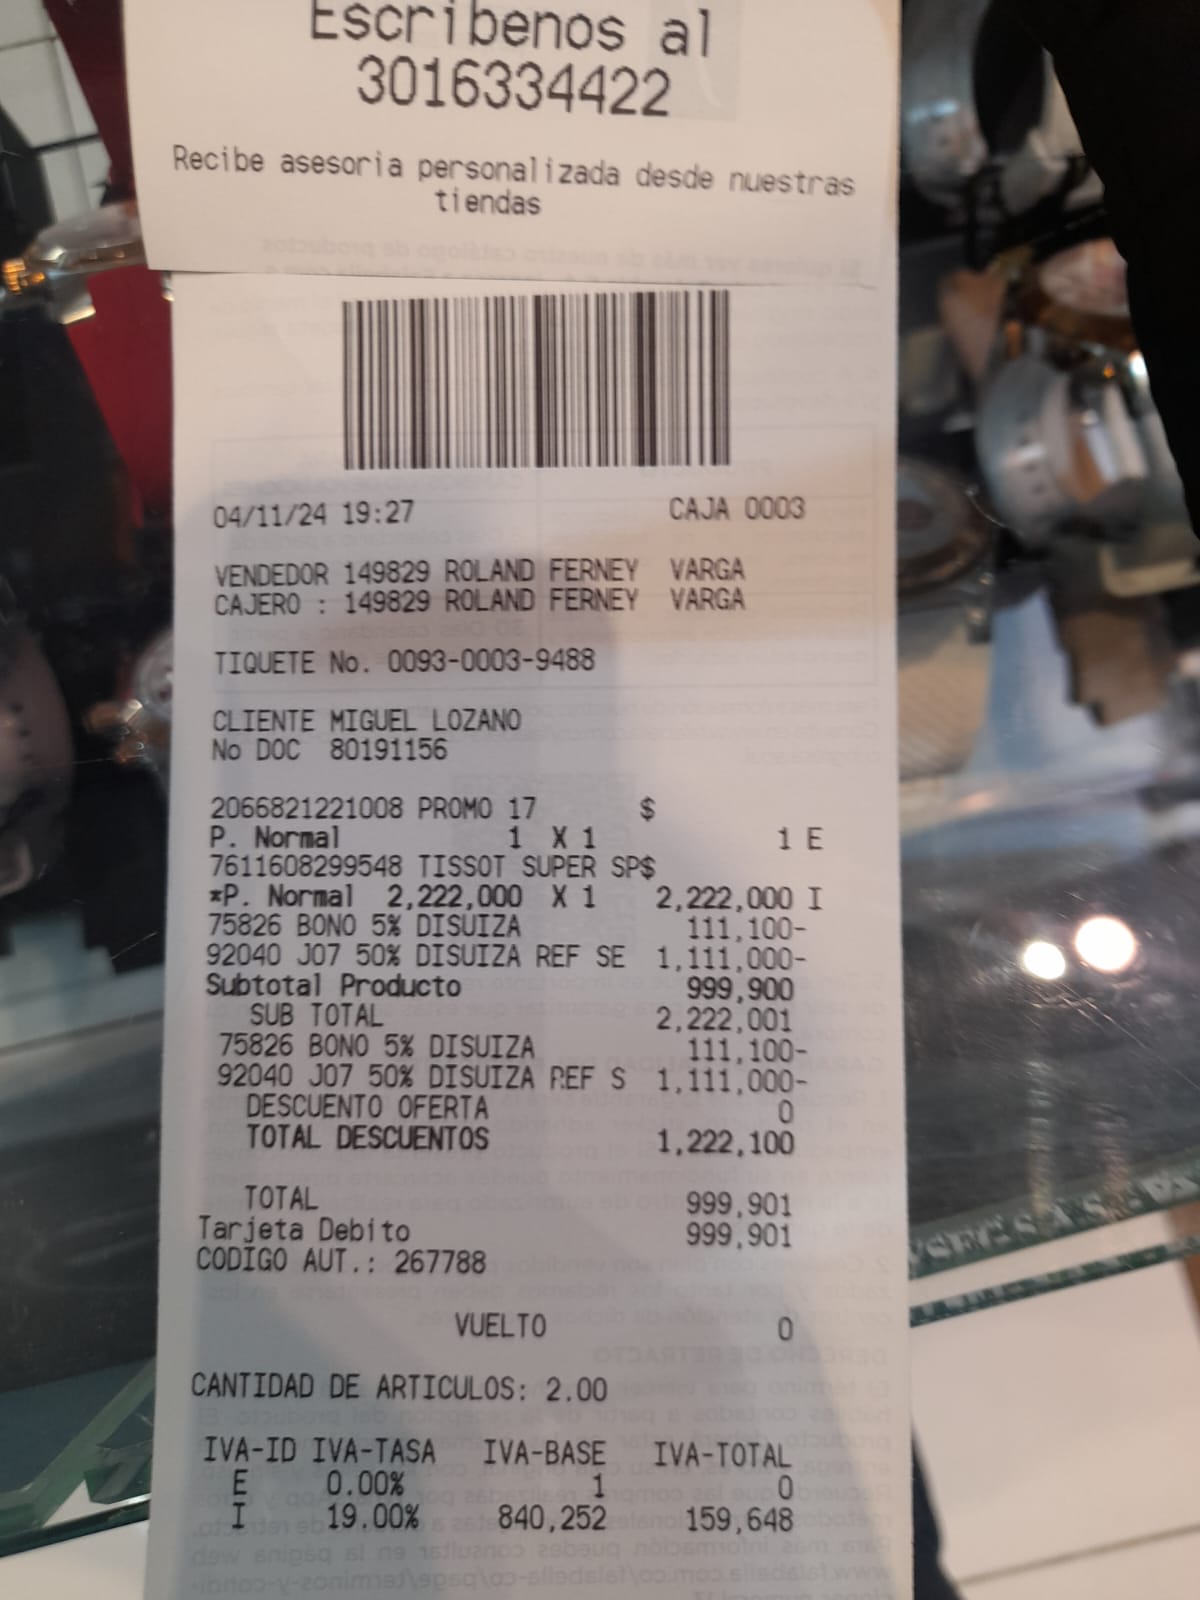 Escribenos al
3016334422
Recibe asesoria personalizada desde nuestras
tiendas
04/11/24 19:27 CAJA 0003
VENDEDOR 149829 ROLAND FERNEY VARGA
CAJERO : 149829 ROLAND FERNEY VARGA
TIQUETE No. 0093-0003-9488
CLIENTE MIGUEL LOZANO
No DOC 80191156
2066821221008 PROMO 17 $
P. Normal 1 X 1 1 E
7611608299548 TISSOT SUPER SP$
*P. Normal 2,222,000 X 1 2,222,000 I
75826 BONO 5% DISUIZA 111,100-
92040 J07 50% DISUIZA REF SE 1,111,000-
Subtotal Producto 999,900
SUB TOTAL 2,222,001
75826 BONO 5% DISUIZA 111,100-
92040 J07 50% DISUIZA REF S 1,111,000-
DESCUENTO OFERTA 0
TOTAL DESCUENTOS 1,222,100
TOTAL 999,901
Tarjeta Debito 999,901
CODIGO AUT.: 267788
VUELTO 0
CANTIDAD DE ARTICULOS: 2.00
IVA-ID IVA-TASA IVA-BASE IVA-TOTAL
E 0.00% 1 0
I 19.00% 840,252 159,648